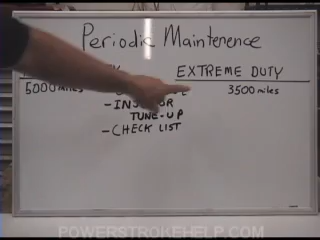 Periodic Maintenence
EXTREME DUTY
5000 miles
3500 miles
TUNE-UP
- CHECK LIST
POWERSTROKEHELP.COM